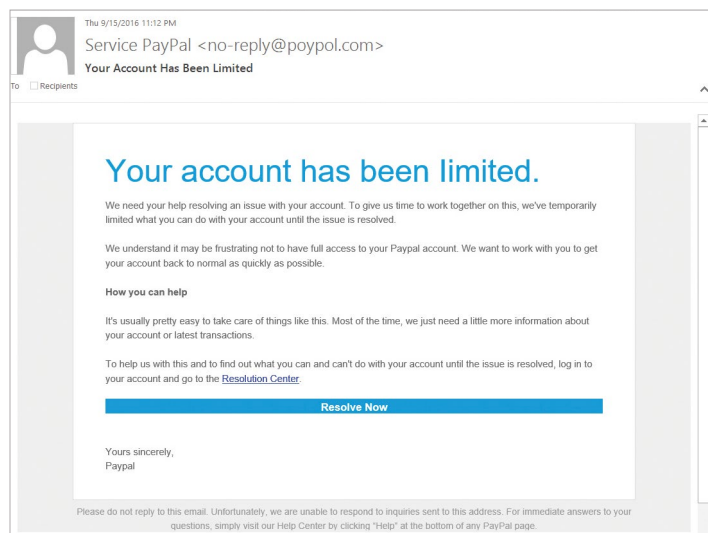 Thu 9/15/2016 11:12 PM
Service PayPal <no-reply@poypol.com>
Your Account Has Been Limited
To Recipients
Your account has been limited.
We need your help resolving an issue with your account. To give us time to work together on this, we've temporarily
limited what you can do with your account until the issue is resolved.
We understand it may be frustrating not to have full access to your Paypal account. We want to work with you to get
your account back to normal as quickly as possible.
How you can help
It's usually pretty easy to take care of things like this. Most of the time, we just need a little more information about
your account or latest transactions.
To help us with this and to find out what you can and can't do with your account until the issue is resolved, log in to
your account and go to the Resolution Center.
Resolve Now
Yours sincerely,
Paypal
Please do not reply to this email. Unfortunately, we are unable to respond to inquiries sent to this address. For immediate answers to your
questions, simply visit our Help Center by clicking "Help" at the bottom of any PayPal page.